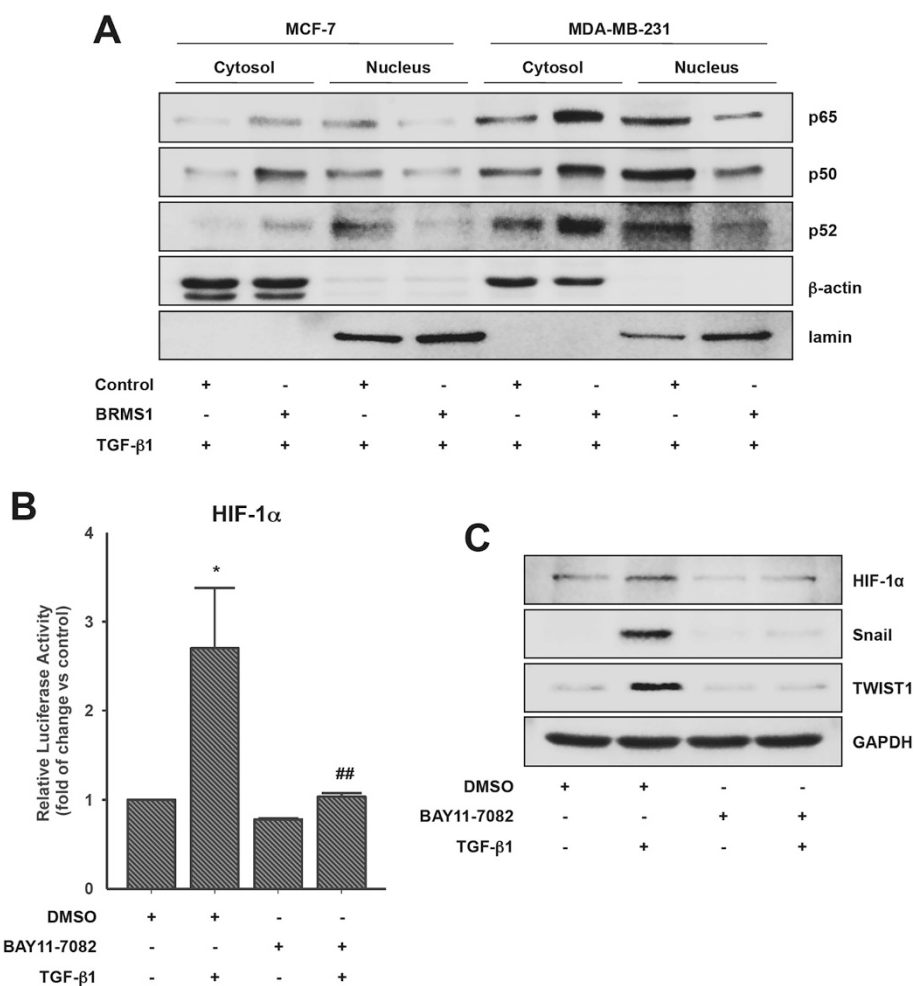 A
MCF-7 MDA-MB-231
Cytosol Nucleus Cytosol Nucleus
p65
p50
p52
β-actin
lamin
Control + - + - + - + -
BRMS1 - + - + - + - +
TGF-β1 + + + + + + + +
B
HIF-1α
Relative Luciferase Activity
(fold of change vs control)
4
3
2
1
0
*
##
DMSO + + - -
BAY11-7082 - - + +
TGF-β1 - + - +
C
HIF-1α
Snail
TWIST1
GAPDH
DMSO + + - -
BAY11-7082 - - + +
TGF-β1 - + - +